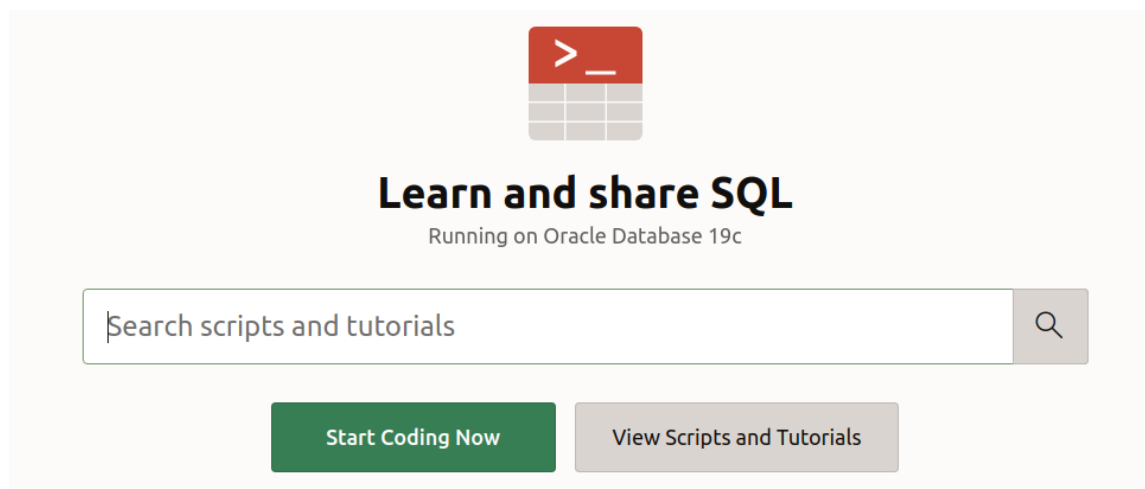 >_
Learn and share SQL
Running on Oracle Database 19c
Search scripts and tutorials
Start Coding Now
View Scripts and Tutorials